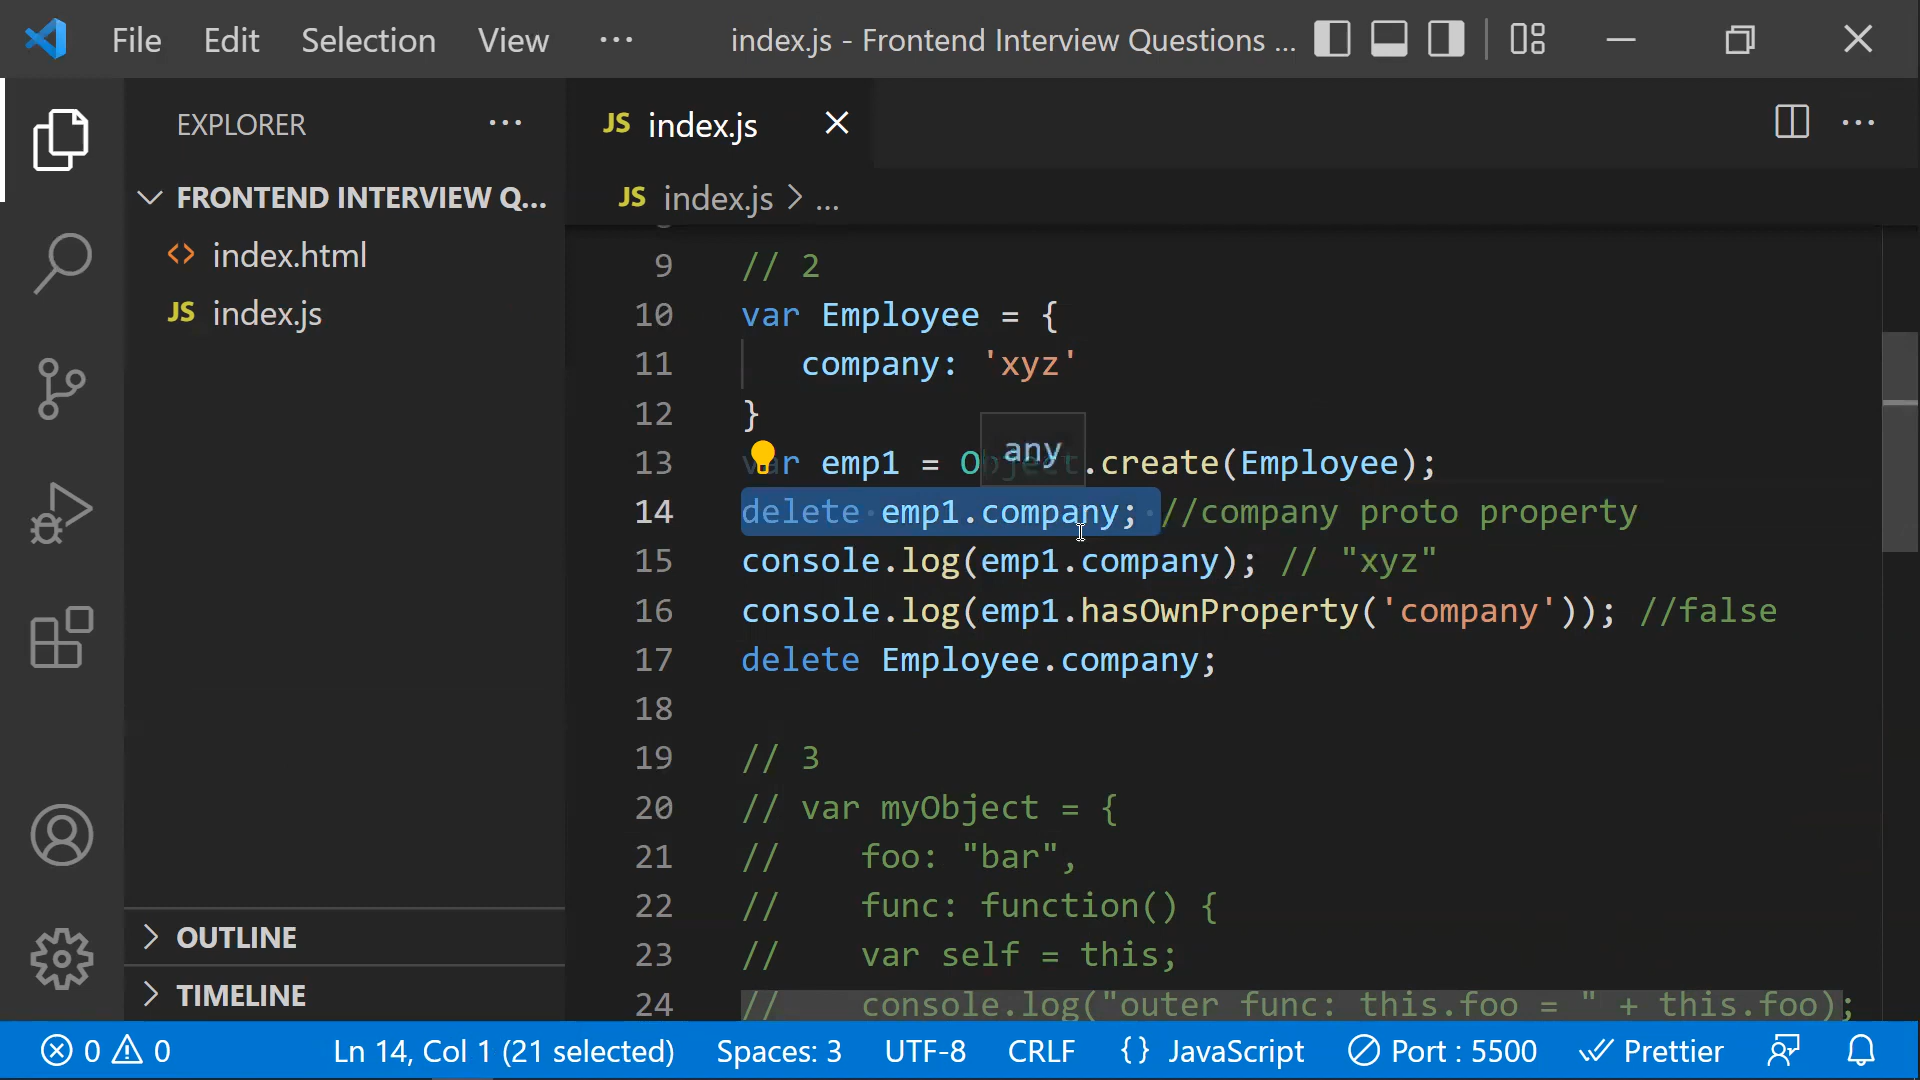 File Edit Selection View ... index.js - Frontend Interview Questions ...
EXPLORER ...
FRONTEND INTERVIEW Q...
<> index.html
JS index.js
OUTLINE
TIMELINE
JS index.js
JS index.js > ...
9 // 2
10 var Employee = {
11 company: 'xyz'
12 }
any
13 var emp1 = Object.create(Employee);
14 delete emp1.company; //company proto property
15 console.log(emp1.company); // "xyz"
16 console.log(emp1.hasOwnProperty('company')); //false
17 delete Employee.company;
18
19 // 3
20 // var myObject = {
21 // foo: "bar",
22 // func: function() {
23 // var self = this;
24 // console.log("outer func: this.foo = " + this.foo);
0 0 Ln 14, Col 1 (21 selected) Spaces: 3 UTF-8 CRLF {} JavaScript Port : 5500 Prettier